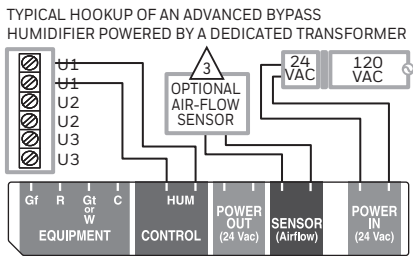 TYPICAL HOOKUP OF AN ADVANCED BYPASS
HUMIDIFIER POWERED BY A DEDICATED TRANSFORMER
U1
U1
U2
U2
U3
U3
3
OPTIONAL
AIR-FLOW
SENSOR
24
VAC
120
VAC
Gf R Gt or W C
EQUIPMENT
HUM
CONTROL
POWER
OUT
(24 Vac)
SENSOR
(Airflow)
POWER
IN
(24 Vac)